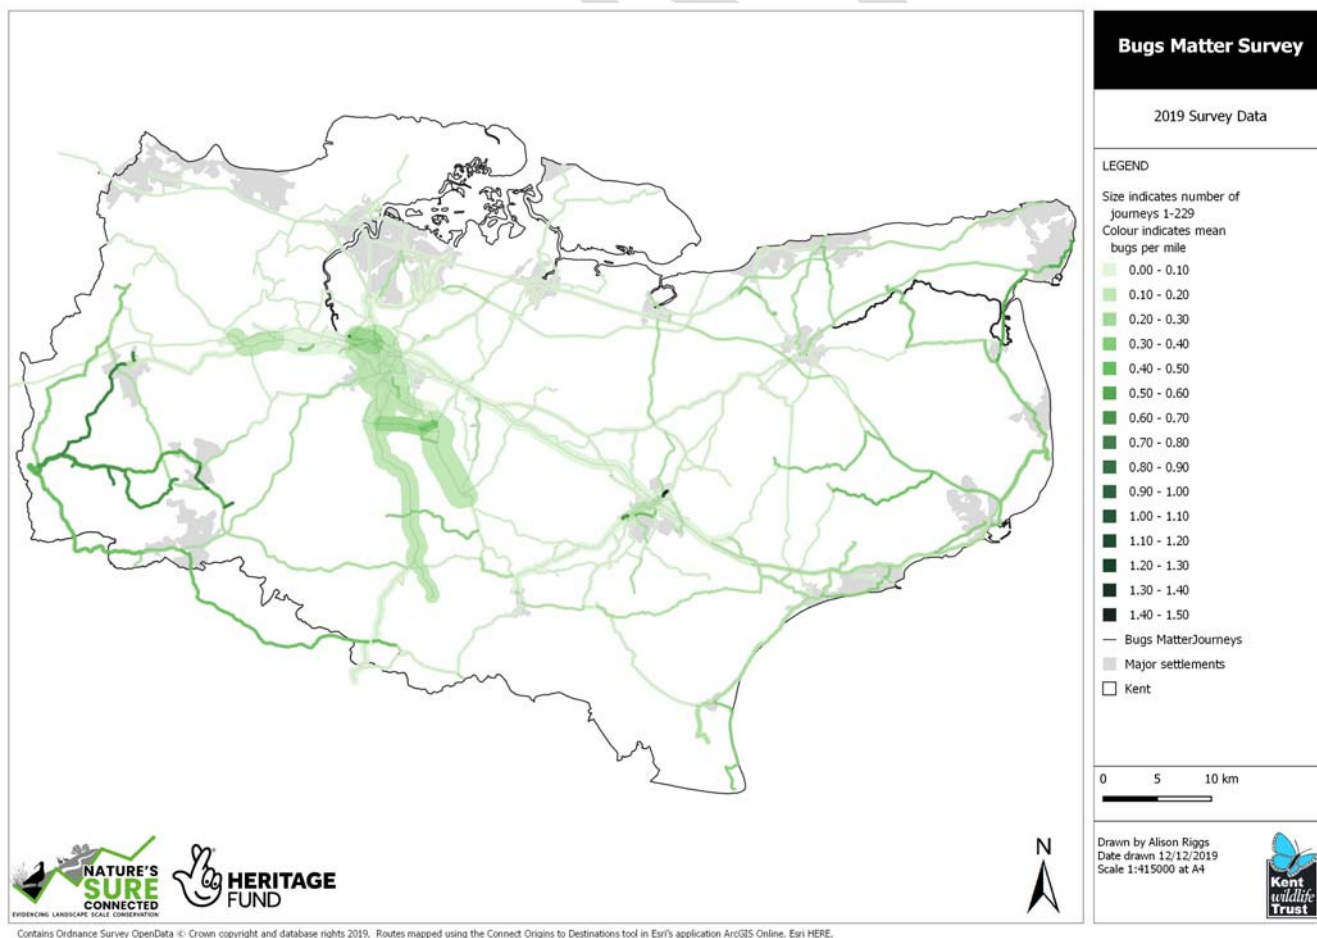 Bugs Matter Survey
2019 Survey Data
LEGEND
Size indicates number of
journeys 1-229
Colour indicates mean
bugs per mile
0.00 - 0.10
0.10 - 0.20
0.20 - 0.30
0.30 - 0.40
0.40 - 0.50
0.50 - 0.60
0.60 - 0.70
0.70 - 0.80
0.80 - 0.90
0.90 - 1.00
1.00 - 1.10
1.10 - 1.20
1.20 - 1.30
1.30 - 1.40
1.40 - 1.50
Bugs MatterJourneys
Major settlements
Kent
0 5 10 km
Drawn by Alison Riggs
Date drawn 12/12/2019
Scale 1:415000 at A4
Kent
wildlife
Trust
N
NATURE'S
SURE
CONNECTED
EVIDENCING LANDSCAPE SCALE CONSERVATION
HERITAGE
FUND
Contains Ordnance Survey OpenData © Crown copyright and database rights 2019. Routes mapped using the Connect Origins to Destinations tool in Esri's application ArcGIS Online. Esri HERE.